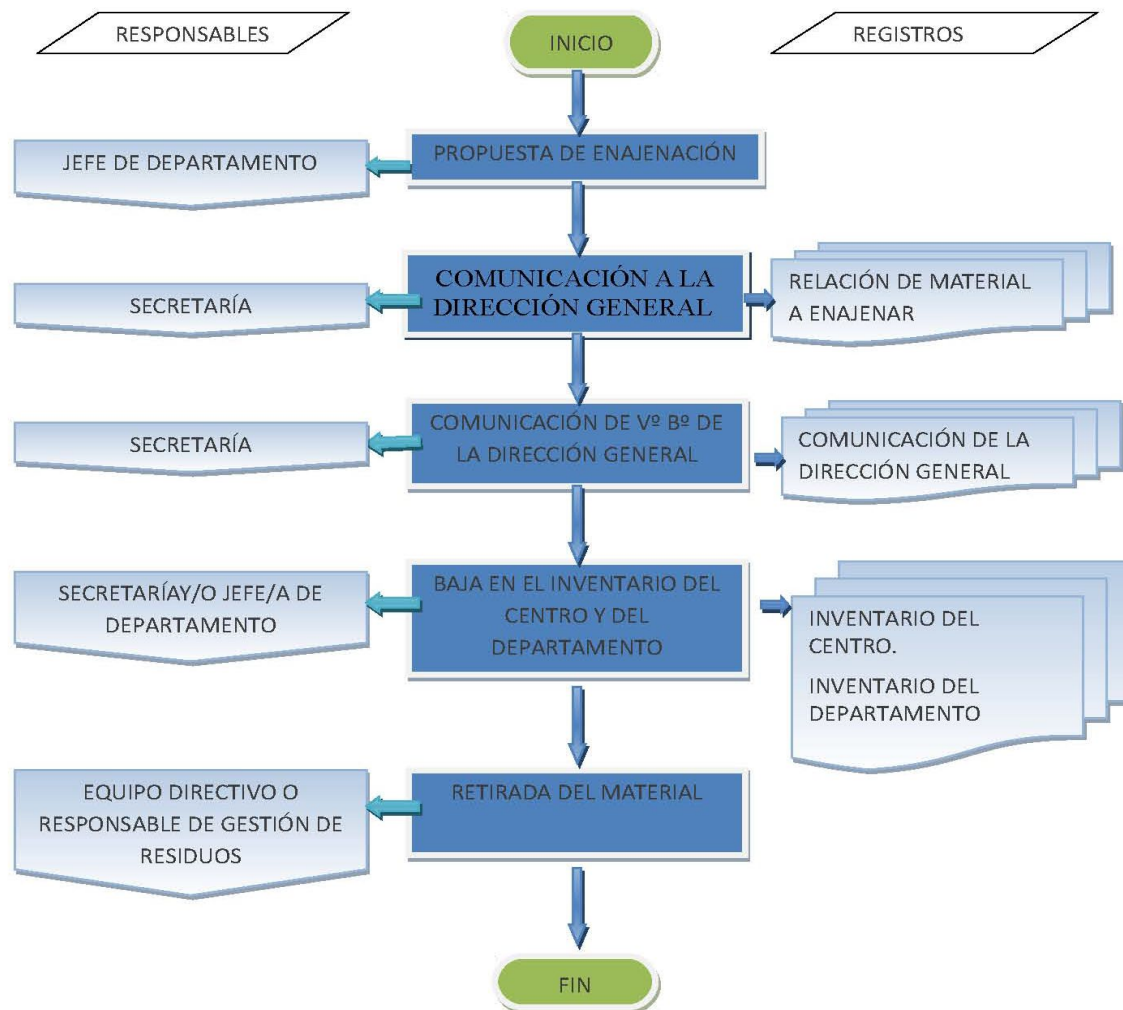 RESPONSABLES
INICIO
REGISTROS
JEFE DE DEPARTAMENTO
PROPUESTA DE ENAJENACIÓN
SECRETARÍA
COMUNICACIÓN A LA
DIRECCIÓN GENERAL
RELACIÓN DE MATERIAL
A ENAJENAR
SECRETARÍA
COMUNICACIÓN DE Vº Bº DE
LA DIRECCIÓN GENERAL
COMUNICACIÓN DE LA
DIRECCIÓN GENERAL
SECRETARÍAY/O JEFE/A DE
DEPARTAMENTO
BAJA EN EL INVENTARIO DEL
CENTRO Y DEL
DEPARTAMENTO
INVENTARIO DEL
CENTRO.
INVENTARIO DEL
DEPARTAMENTO
EQUIPO DIRECTIVO O
RESPONSABLE DE GESTIÓN DE
RESIDUOS
RETIRADA DEL MATERIAL
FIN